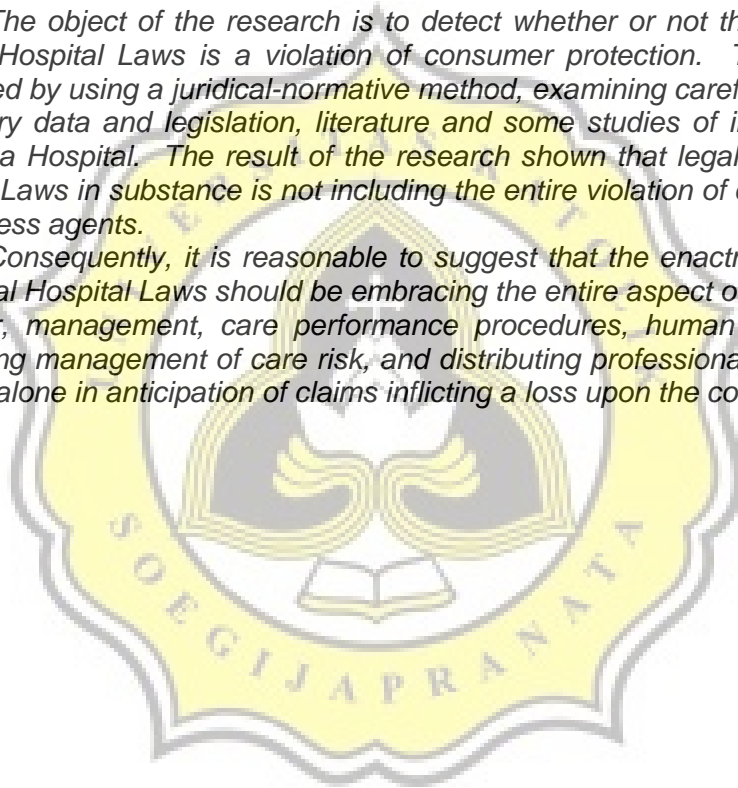 The object of the research is to detect whether or not th
Hospital Laws is a violation of consumer protection. T
ed by using a juridical-normative method, examining caref
ry data and legislation, literature and some studies of i
a Hospital. The result of the research shown that legal
Laws in substance is not including the entire violation of
ess agents.
Consequently, it is reasonable to suggest that the enactr
al Hospital Laws should be embracing the entire aspect o
, management, care performance procedures, human
ng management of care risk, and distributing professiona
alone in anticipation of claims inflicting a loss upon the co
UNIVERSITAS KATOLIK
SOEGIJAPRANATA